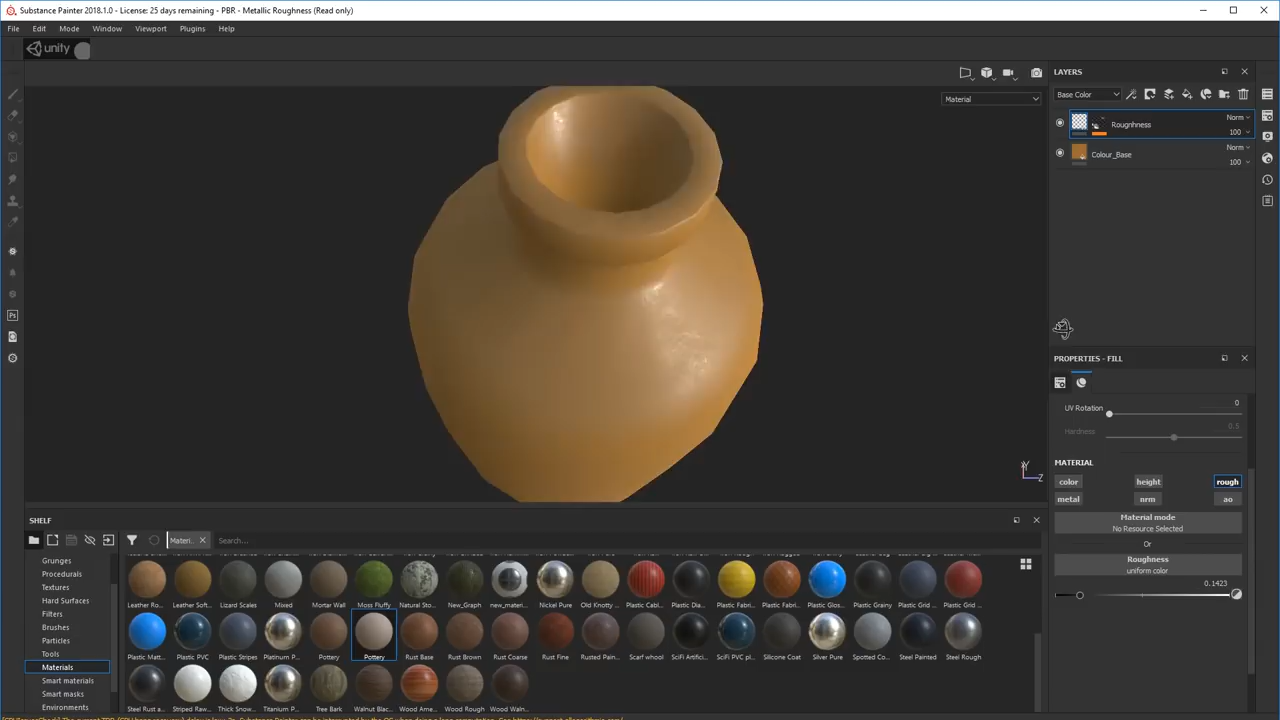 Substance Painter 2018.1.0 - License: 25 days remaining - PBR - Metallic Roughness (Read only)
File Edit Mode Window Viewport Plugins Help
unity
Material
LAYERS
Base Color
Roughness Norm 100
Colour_Base Norm 100
PROPERTIES - FILL
UV Rotation 0
Hardness 0.5
MATERIAL
color height rough
metal nrm ao
Material mode
No Resource Selected
Or
Roughness
uniform color
0.1423
Y
Z
SHELF
Materi... Search...
Grunges
Procedurals
Textures
Hard Surfaces
Filters
Brushes
Particles
Tools
Materials
Smart materials
Smart masks
Environments
Leather Ro... Leather Soft... Lizard Scales Mixed Mortar Wall Moss Fluffy Natural Sto... New_Graph new_materi... Nickel Pure Old Knotty ... Plastic Cabl... Plastic Dia... Plastic Fabri... Plastic Fabri... Plastic Glos... Plastic Grainy Plastic Grid ... Plastic Grid ...
Plastic Matt... Plastic PVC Plastic Stripes Platinum P... Pottery Pottery Rust Base Rust Brown Rust Coarse Rust Fine Rusted Pain... Scarf wool SciFi Artifici... SciFi PVC pl... Silicone Coat Silver Pure Spotted Co... Steel Painted Steel Rough
Steel Rust a... Striped Raw... Thick Snow... Titanium P... Tree Bark Walnut Blac... Wood Ame... Wood Rough Wood Waln...